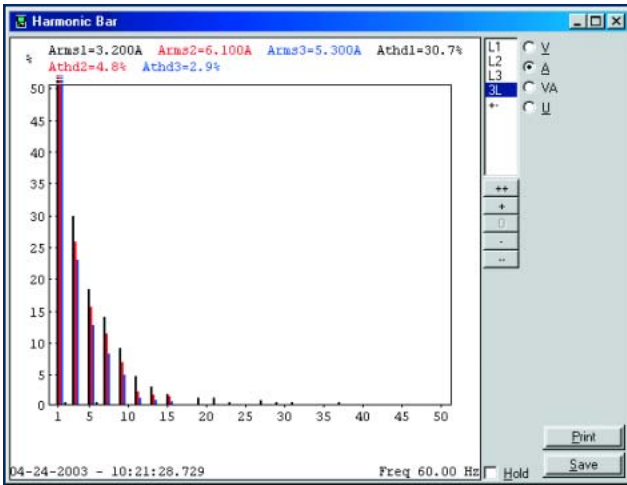 Harmonic Bar
% Arms1=3.200A Arms2=6.100A Arms3=5.300A Athd1=30.7%
Athd2=4.8% Athd3=2.9%
50
45
40
35
30
25
20
15
10
5
0
1 5 10 15 20 25 30 35 40 45 50
04-24-2003 - 10:21:28.729 Freq 60.00 Hz
L1
L2
L3
3L
+-
V
A
VA
U
++
+
0
-
--
Print
Hold
Save